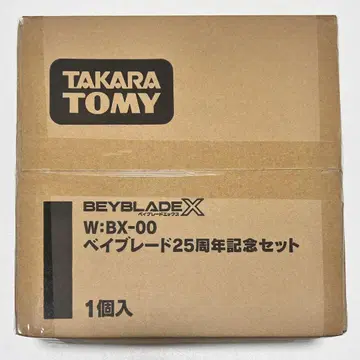 TAKARA
TOMY
BEYBLADE X
ベイブレードエックス
W:BX-00
ベイブレード25周年記念セット
1個入